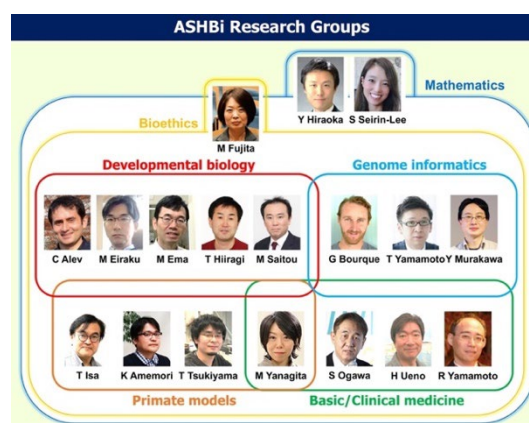 ASHBi Research Groups
Mathematics
Y Hiraoka S Seirin-Lee
Bioethics
M Fujita
Developmental biology
Genome informatics
C Alev M Eiraku M Ema T Hiiragi M Saitou G Bourque T Yamamoto Y Murakawa
T Isa K Amemori T Tsukiyama M Yanagita S Ogawa H Ueno R Yamamoto
Primate models
Basic/Clinical medicine